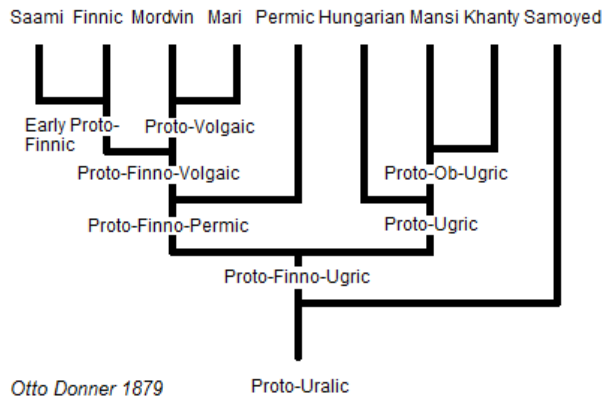 Saami Finnic Mordvin Mari Permic Hungarian Mansi Khanty Samoyed
Early Proto-
Finnic
Proto-Volgaic
Proto-Finno-Volgaic
Proto-Ob-Ugric
Proto-Finno-Permic
Proto-Ugric
Proto-Finno-Ugric
Otto Donner 1879
Proto-Uralic